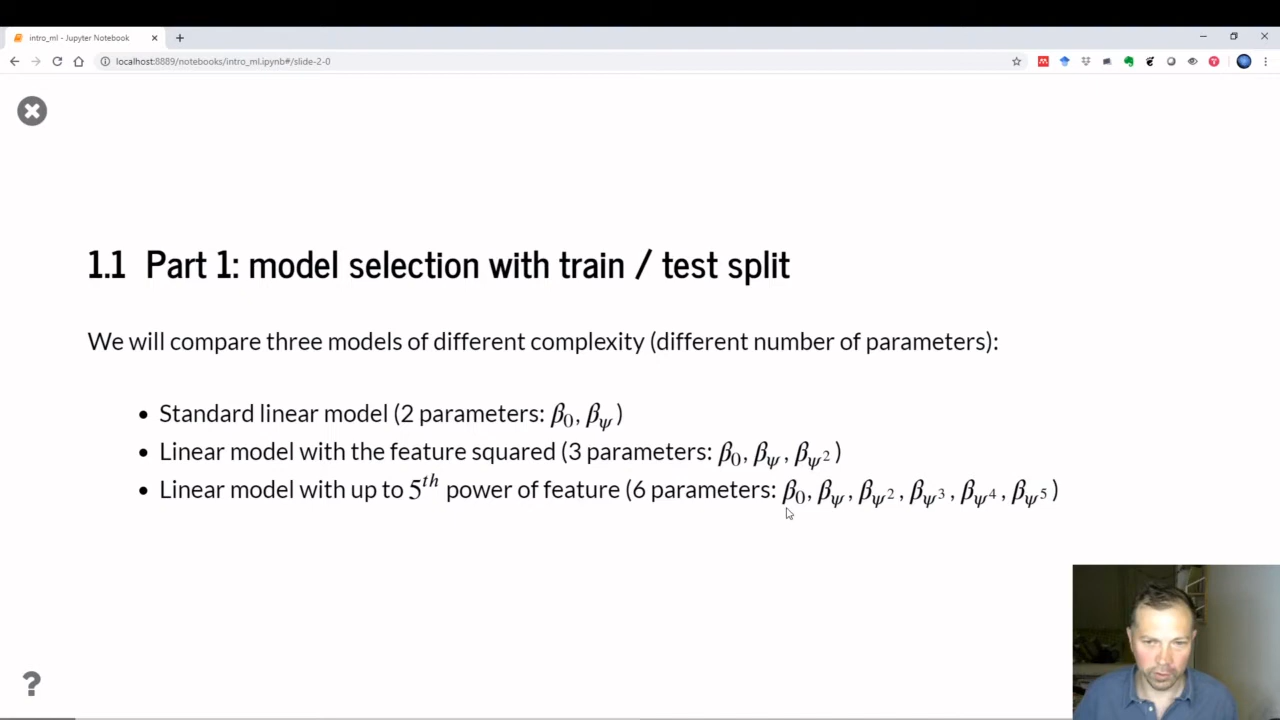 intro_ml - Jupyter Notebook
localhost:8889/notebooks/intro_ml.ipynb#/slide-2-0
1.1 Part 1: model selection with train / test split
We will compare three models of different complexity (different number of parameters):
• Standard linear model (2 parameters: β₀, βψ)
• Linear model with the feature squared (3 parameters: β₀, βψ, βψ²)
• Linear model with up to 5ᵗʰ power of feature (6 parameters: β₀, βψ, βψ², βψ³, βψ⁴, βψ⁵)
?